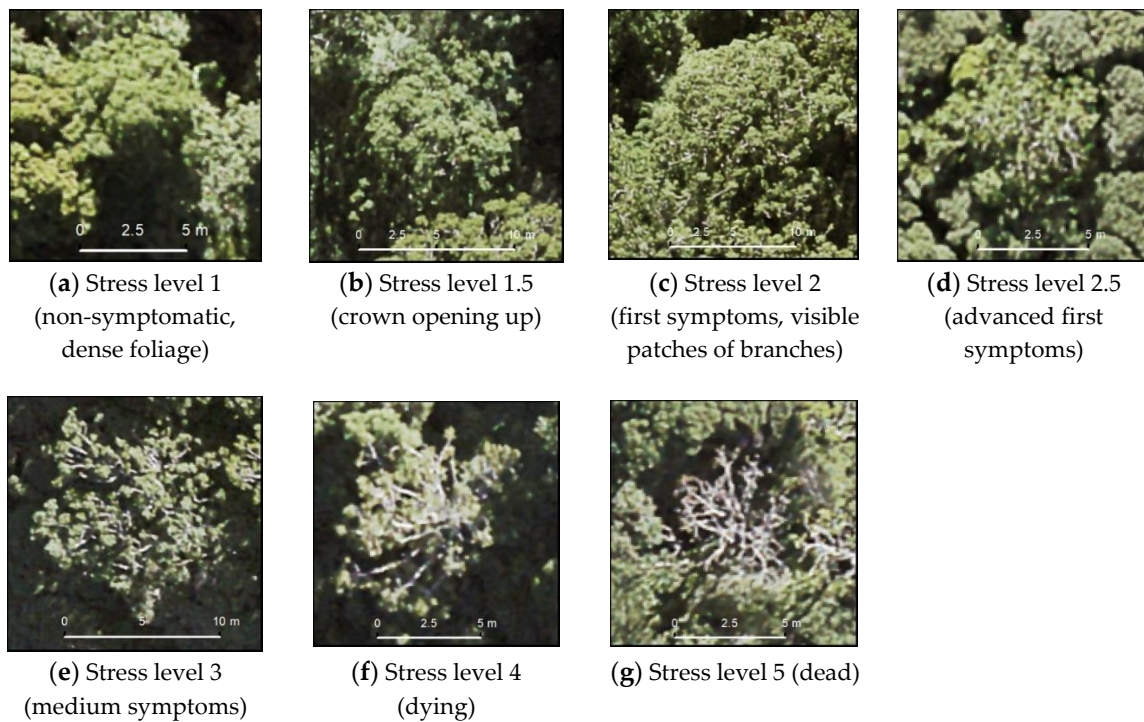 0 2.5 5 m
0 2.5 5 10 m
0 2.5 5 10 m
0 2.5 5 m
(a) Stress level 1
(non-symptomatic,
dense foliage)
(b) Stress level 1.5
(crown opening up)
(c) Stress level 2
(first symptoms, visible
patches of branches)
(d) Stress level 2.5
(advanced first
symptoms)
0 5 10 m
0 2.5 5 m
0 2.5 5 m
(e) Stress level 3
(medium symptoms)
(f) Stress level 4
(dying)
(g) Stress level 5 (dead)